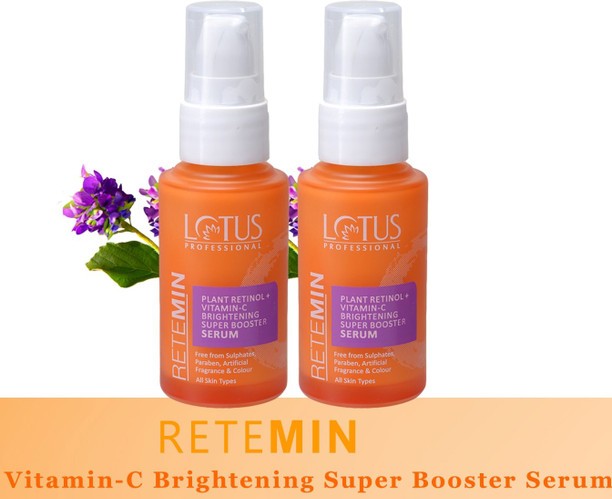 LOTUS
PROFESSIONAL
RETEMIN
PLANT RETINOL +
VITAMIN-C
BRIGHTENING
SUPER BOOSTER
SERUM
Free from Sulphates,
Paraben, Artificial
Fragrance & Colour
All Skin Types
LOTUS
PROFESSIONAL
RETEMIN
PLANT RETINOL +
VITAMIN-C
BRIGHTENING
SUPER BOOSTER
SERUM
Free from Sulphates,
Paraben, Artificial
Fragrance & Colour
All Skin Types
RETEMIN
Vitamin-C Brightening Super Booster Serum